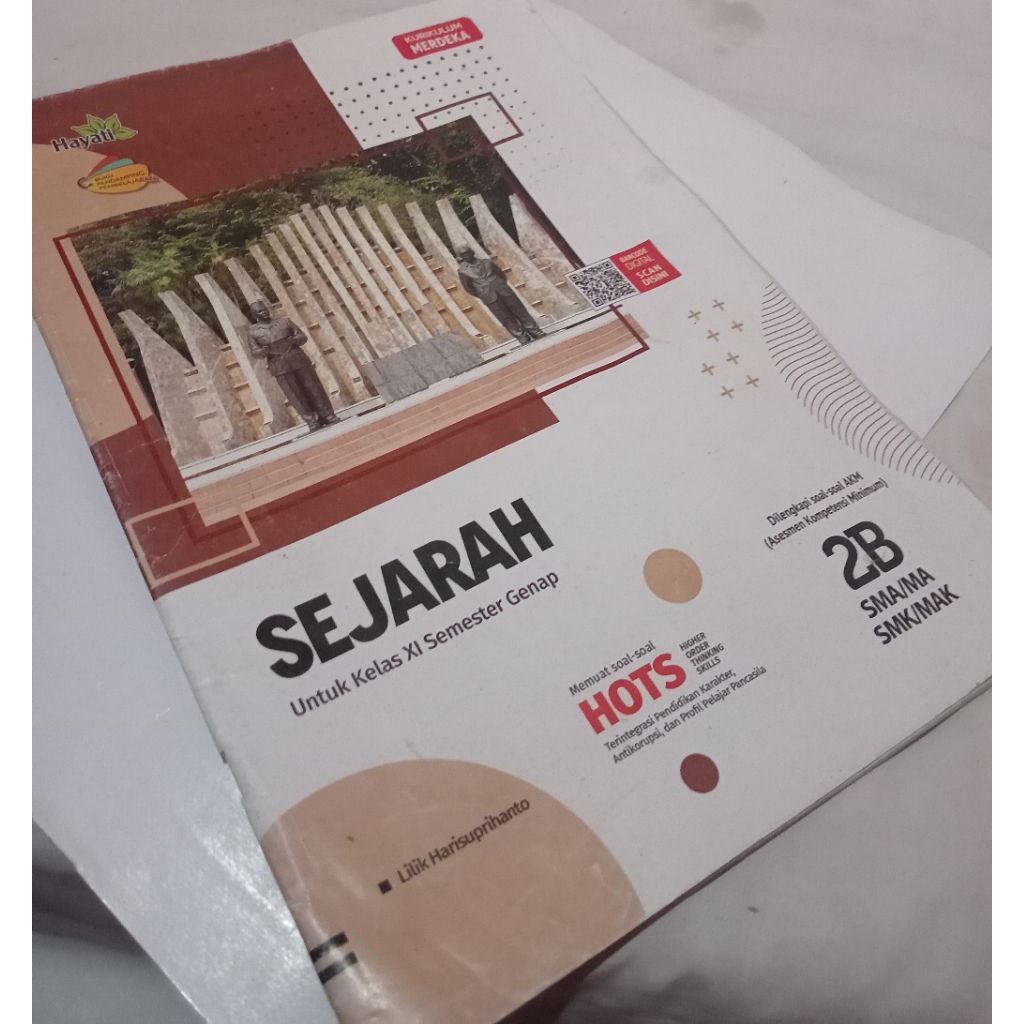 KURIKULUM
MERDEKA
Hayati
BUKU
PENDAMPING
PEMBELAJARAN
BARCODE
DIGITAL
SCAN
DISINI
SEJARAH
Untuk Kelas XI Semester Genap
Dilengkapi soal-soal AKM
(Asesmen Kompetensi Minimum)
2B
SMA/MA
SMK/MAK
Memuat soal-soal
HOTS
HIGHER
ORDER
THINKING
SKILLS
Terintegrasi Pendidikan Karakter,
Antikorupsi, dan Profil Pelajar Pancasila
Lilik Harisuprihanto